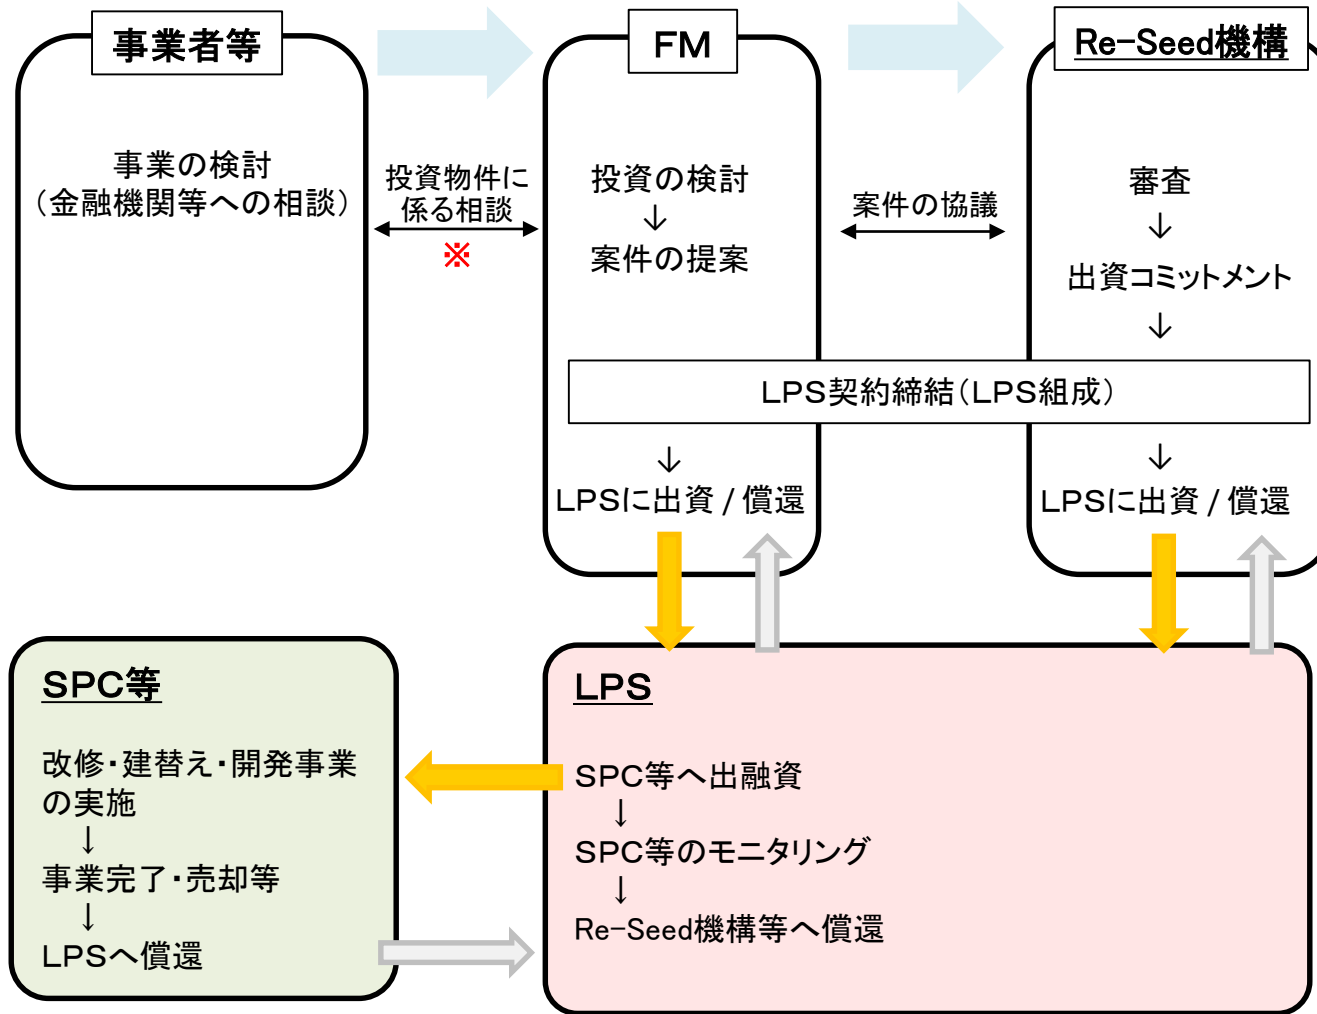 事業者等
事業の検討
（金融機関等への相談）
投資物件に
係る相談
※
FM
投資の検討
↓
案件の提案
案件の協議
Re-Seed機構
審査
↓
出資コミットメント
↓
LPS契約締結（LPS組成）
↓
LPSに出資 / 償還
↓
LPSに出資 / 償還
SPC等
改修・建替え・開発事業
の実施
↓
事業完了・売却等
↓
LPSへ償還
LPS
SPC等へ出融資
↓
SPC等のモニタリング
↓
Re-Seed機構等へ償還